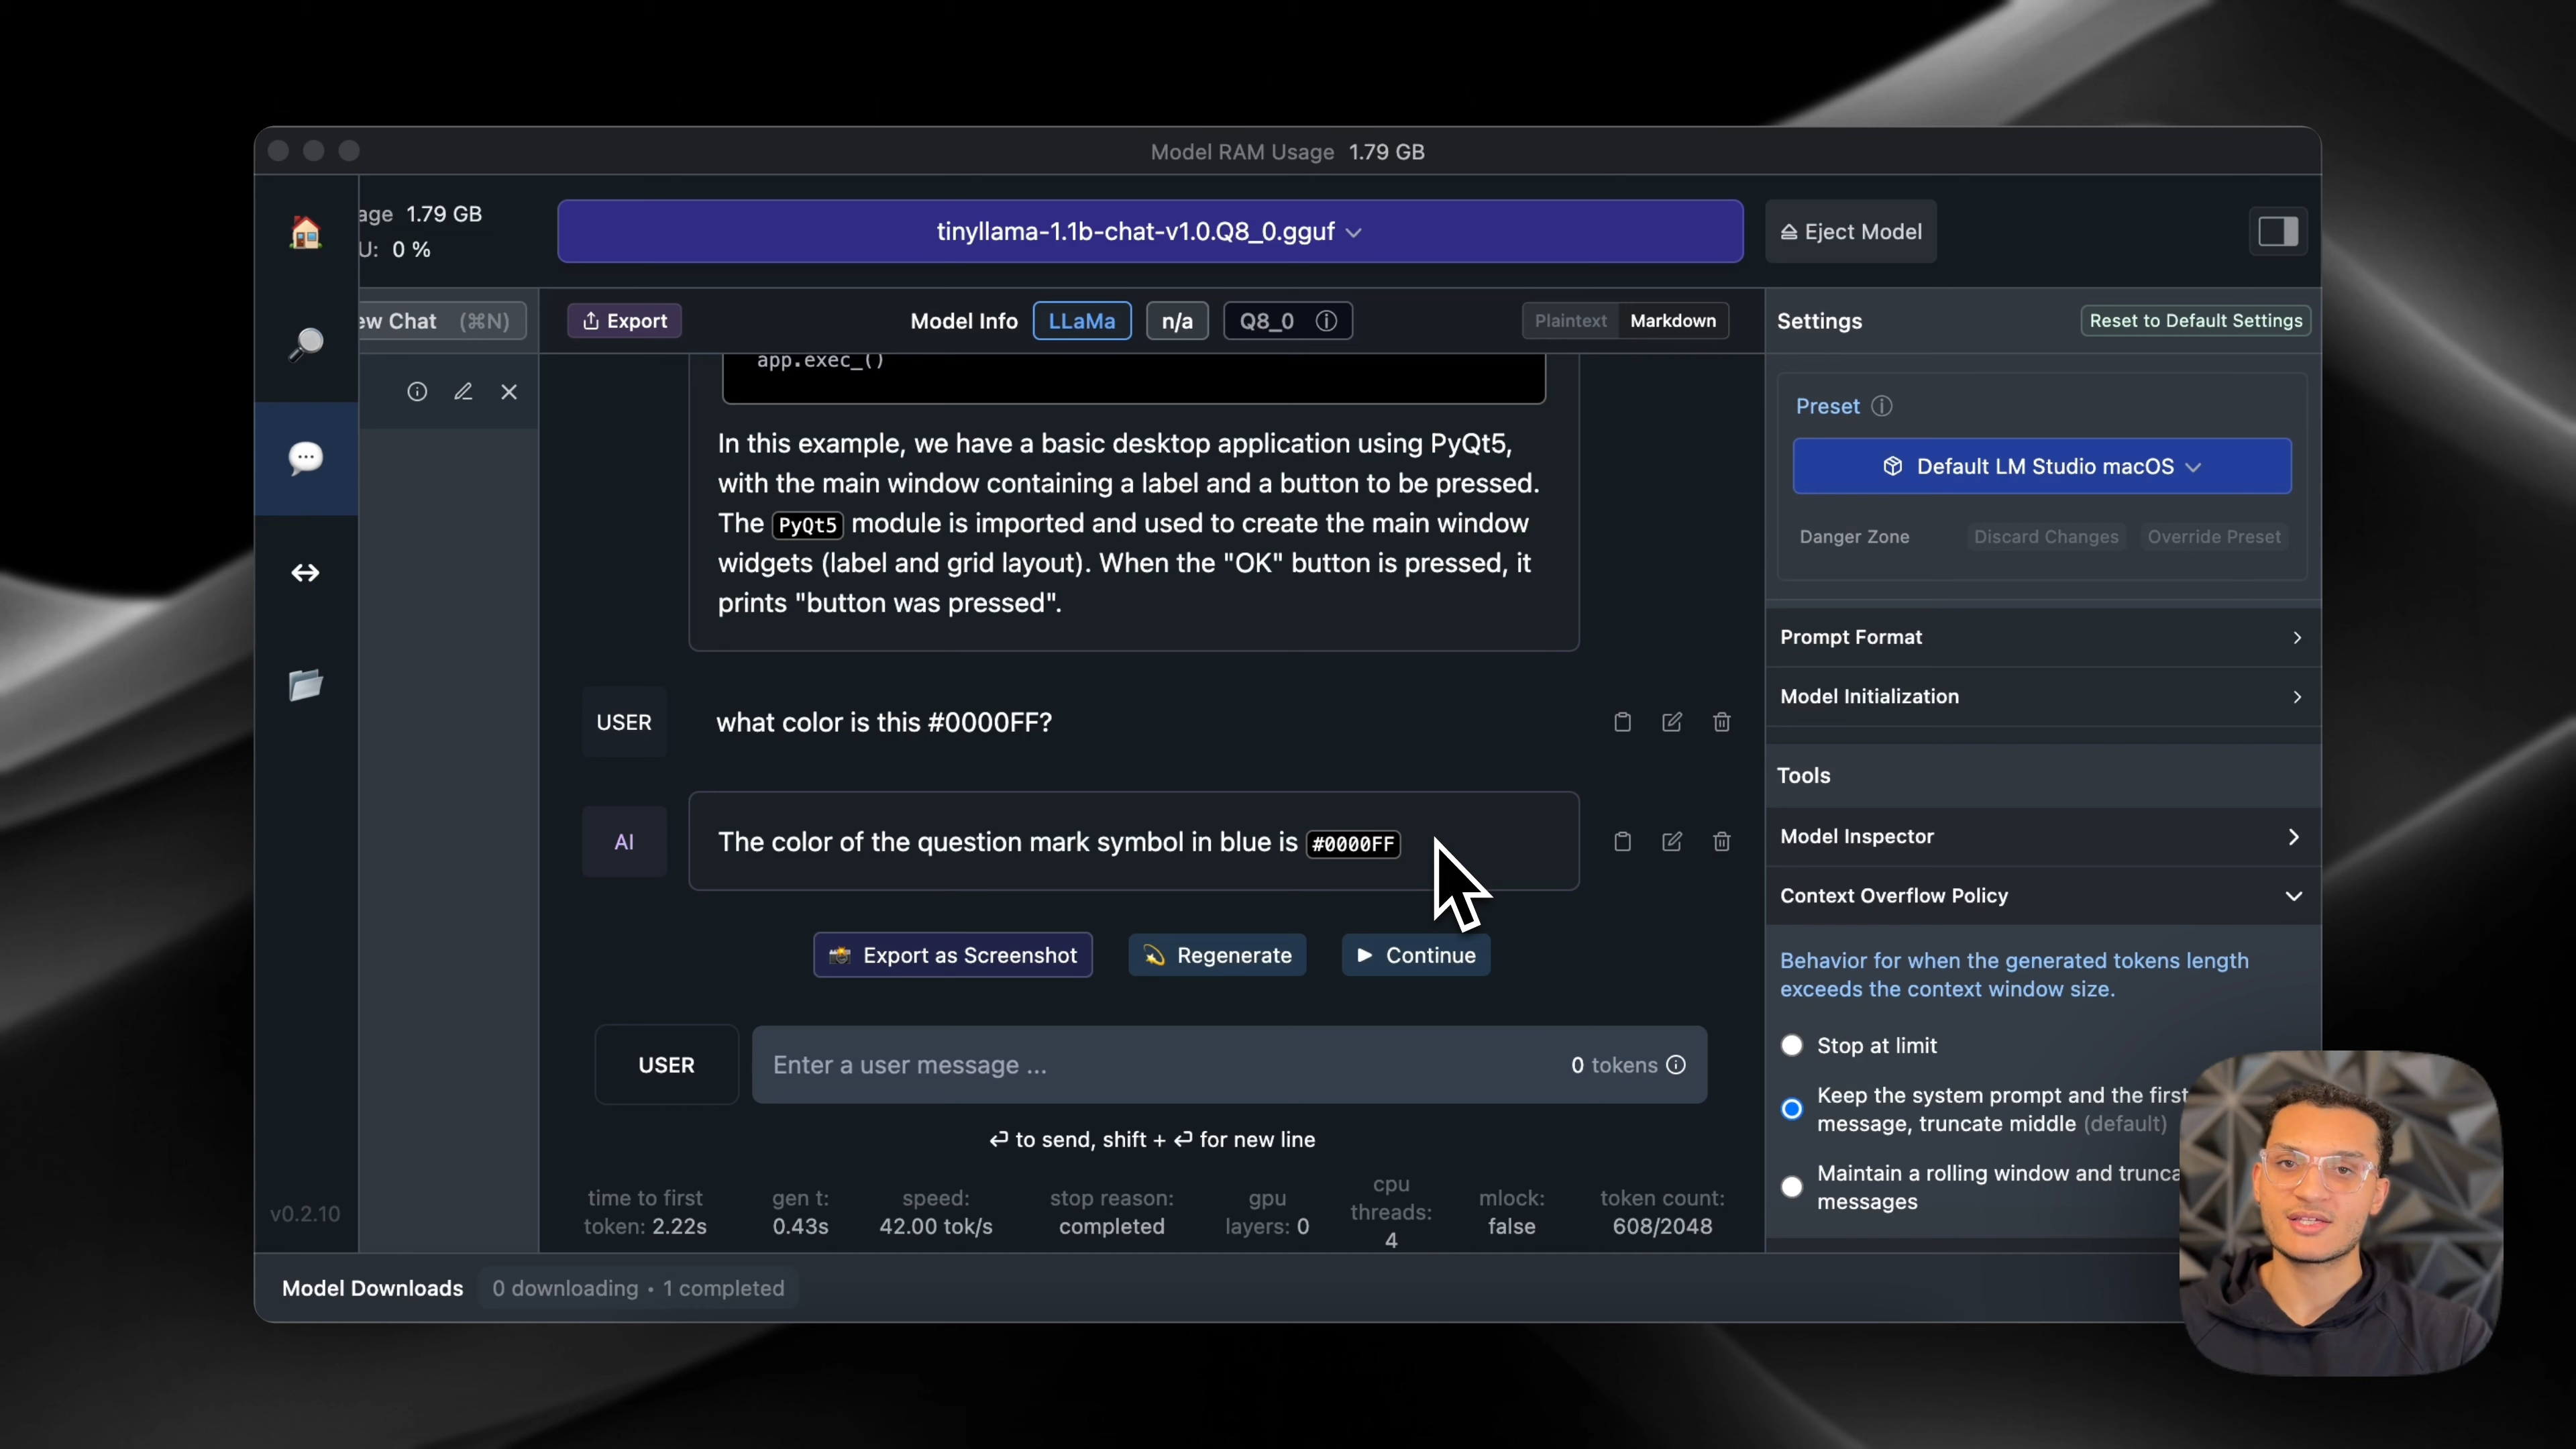 Model RAM Usage 1.79 GB
age 1.79 GB
U: 0 %
tinyllama-1.1b-chat-v1.0.Q8_0.gguf
Eject Model
ew Chat (⌘N)
Export
Model Info LLaMa n/a Q8_0
Plaintext Markdown
Settings
Reset to Default Settings
app.exec_()
In this example, we have a basic desktop application using PyQt5,
with the main window containing a label and a button to be pressed.
The PyQt5 module is imported and used to create the main window
widgets (label and grid layout). When the "OK" button is pressed, it
prints "button was pressed".
USER
what color is this #0000FF?
AI
The color of the question mark symbol in blue is #0000FF
Export as Screenshot
Regenerate
Continue
USER
Enter a user message ...
0 tokens
⏎ to send, shift + ⏎ for new line
time to first
token: 2.22s
gen t:
0.43s
speed:
42.00 tok/s
stop reason:
completed
gpu
layers: 0
cpu
threads:
4
mlock:
false
token count:
608/2048
Preset
Default LM Studio macOS
Danger Zone
Discard Changes
Override Preset
Prompt Format
Model Initialization
Tools
Model Inspector
Context Overflow Policy
Behavior for when the generated tokens length
exceeds the context window size.
Stop at limit
Keep the system prompt and the first
message, truncate middle (default)
Maintain a rolling window and trunca
messages
v0.2.10
Model Downloads
0 downloading • 1 completed